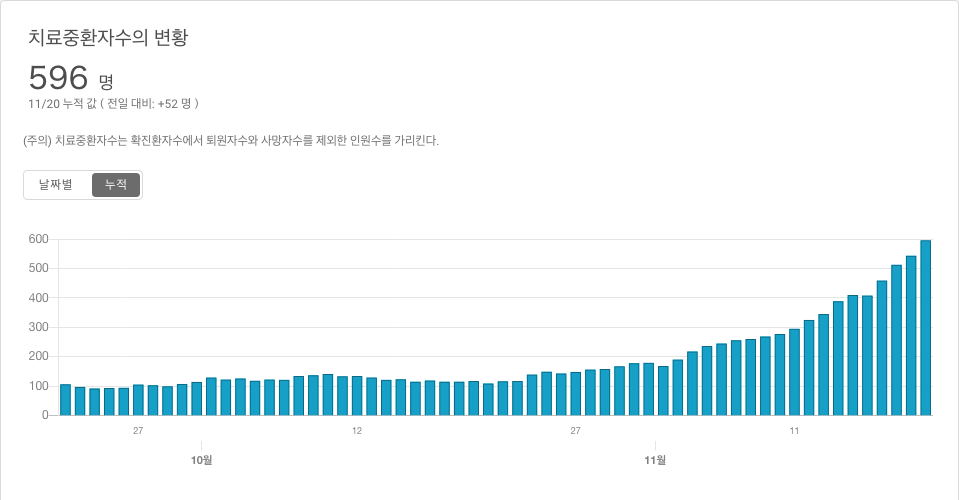 치료중환자수의 변황
596 명
11/20 누적 값 ( 전일 대비: +52 명 )
(주의) 치료중환자수는 확진환자수에서 퇴원자수와 사망자수를 제외한 인원수를 가리킨다.
날짜별 누적
600
500
400
300
200
100
0
27 12 27 11
10월 11월